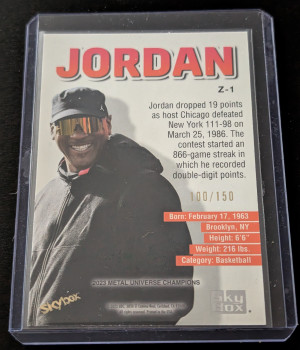 JORDAN
Z-1
Jordan dropped 19 points
as host Chicago defeated
New York 111-98 on
March 25, 1986. The
contest started an
866-game streak in
which he recorded
double-digit points.
100/150
Born: February 17, 1963
Brooklyn, NY
Height: 6'6"
Weight: 216 lbs.
Category: Basketball
2023 METAL UNIVERSE CHAMPIONS
SKYBOX
Sky
Box